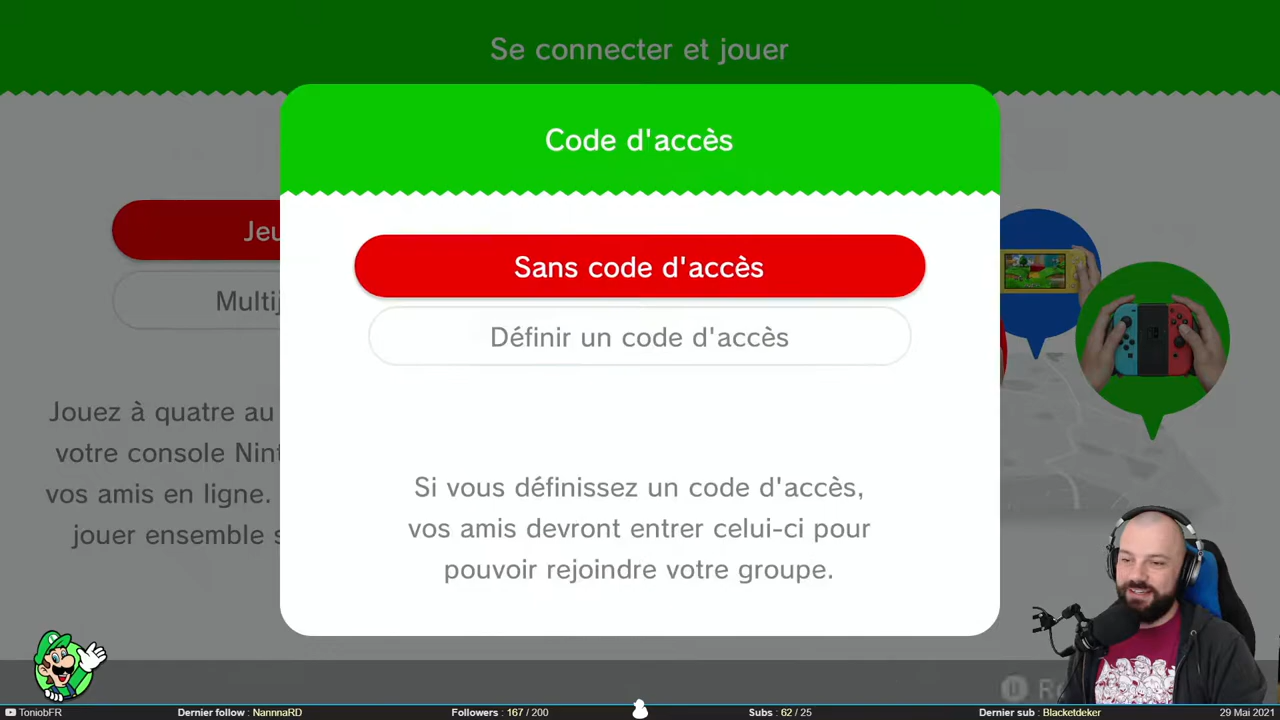 Se connecter et jouer
Code d'accès
Jeu
Sans code d'accès
Multij
Définir un code d'accès
Jouez à quatre au
votre console Nint
vos amis en ligne.
jouer ensemble s
Si vous définissez un code d'accès,
vos amis devront entrer celui-ci pour
pouvoir rejoindre votre groupe.
ToniobFR
Dernier follow : NannnaRD
Followers : 167 / 200
Subs : 62 / 25
Dernier sub : Blacketdeker
29 Mai 2021